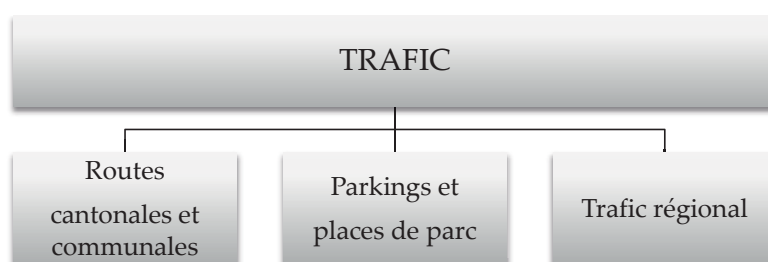 TRAFIC
Routes
cantonales et
communales
Parkings et
places de parc
Trafic régional